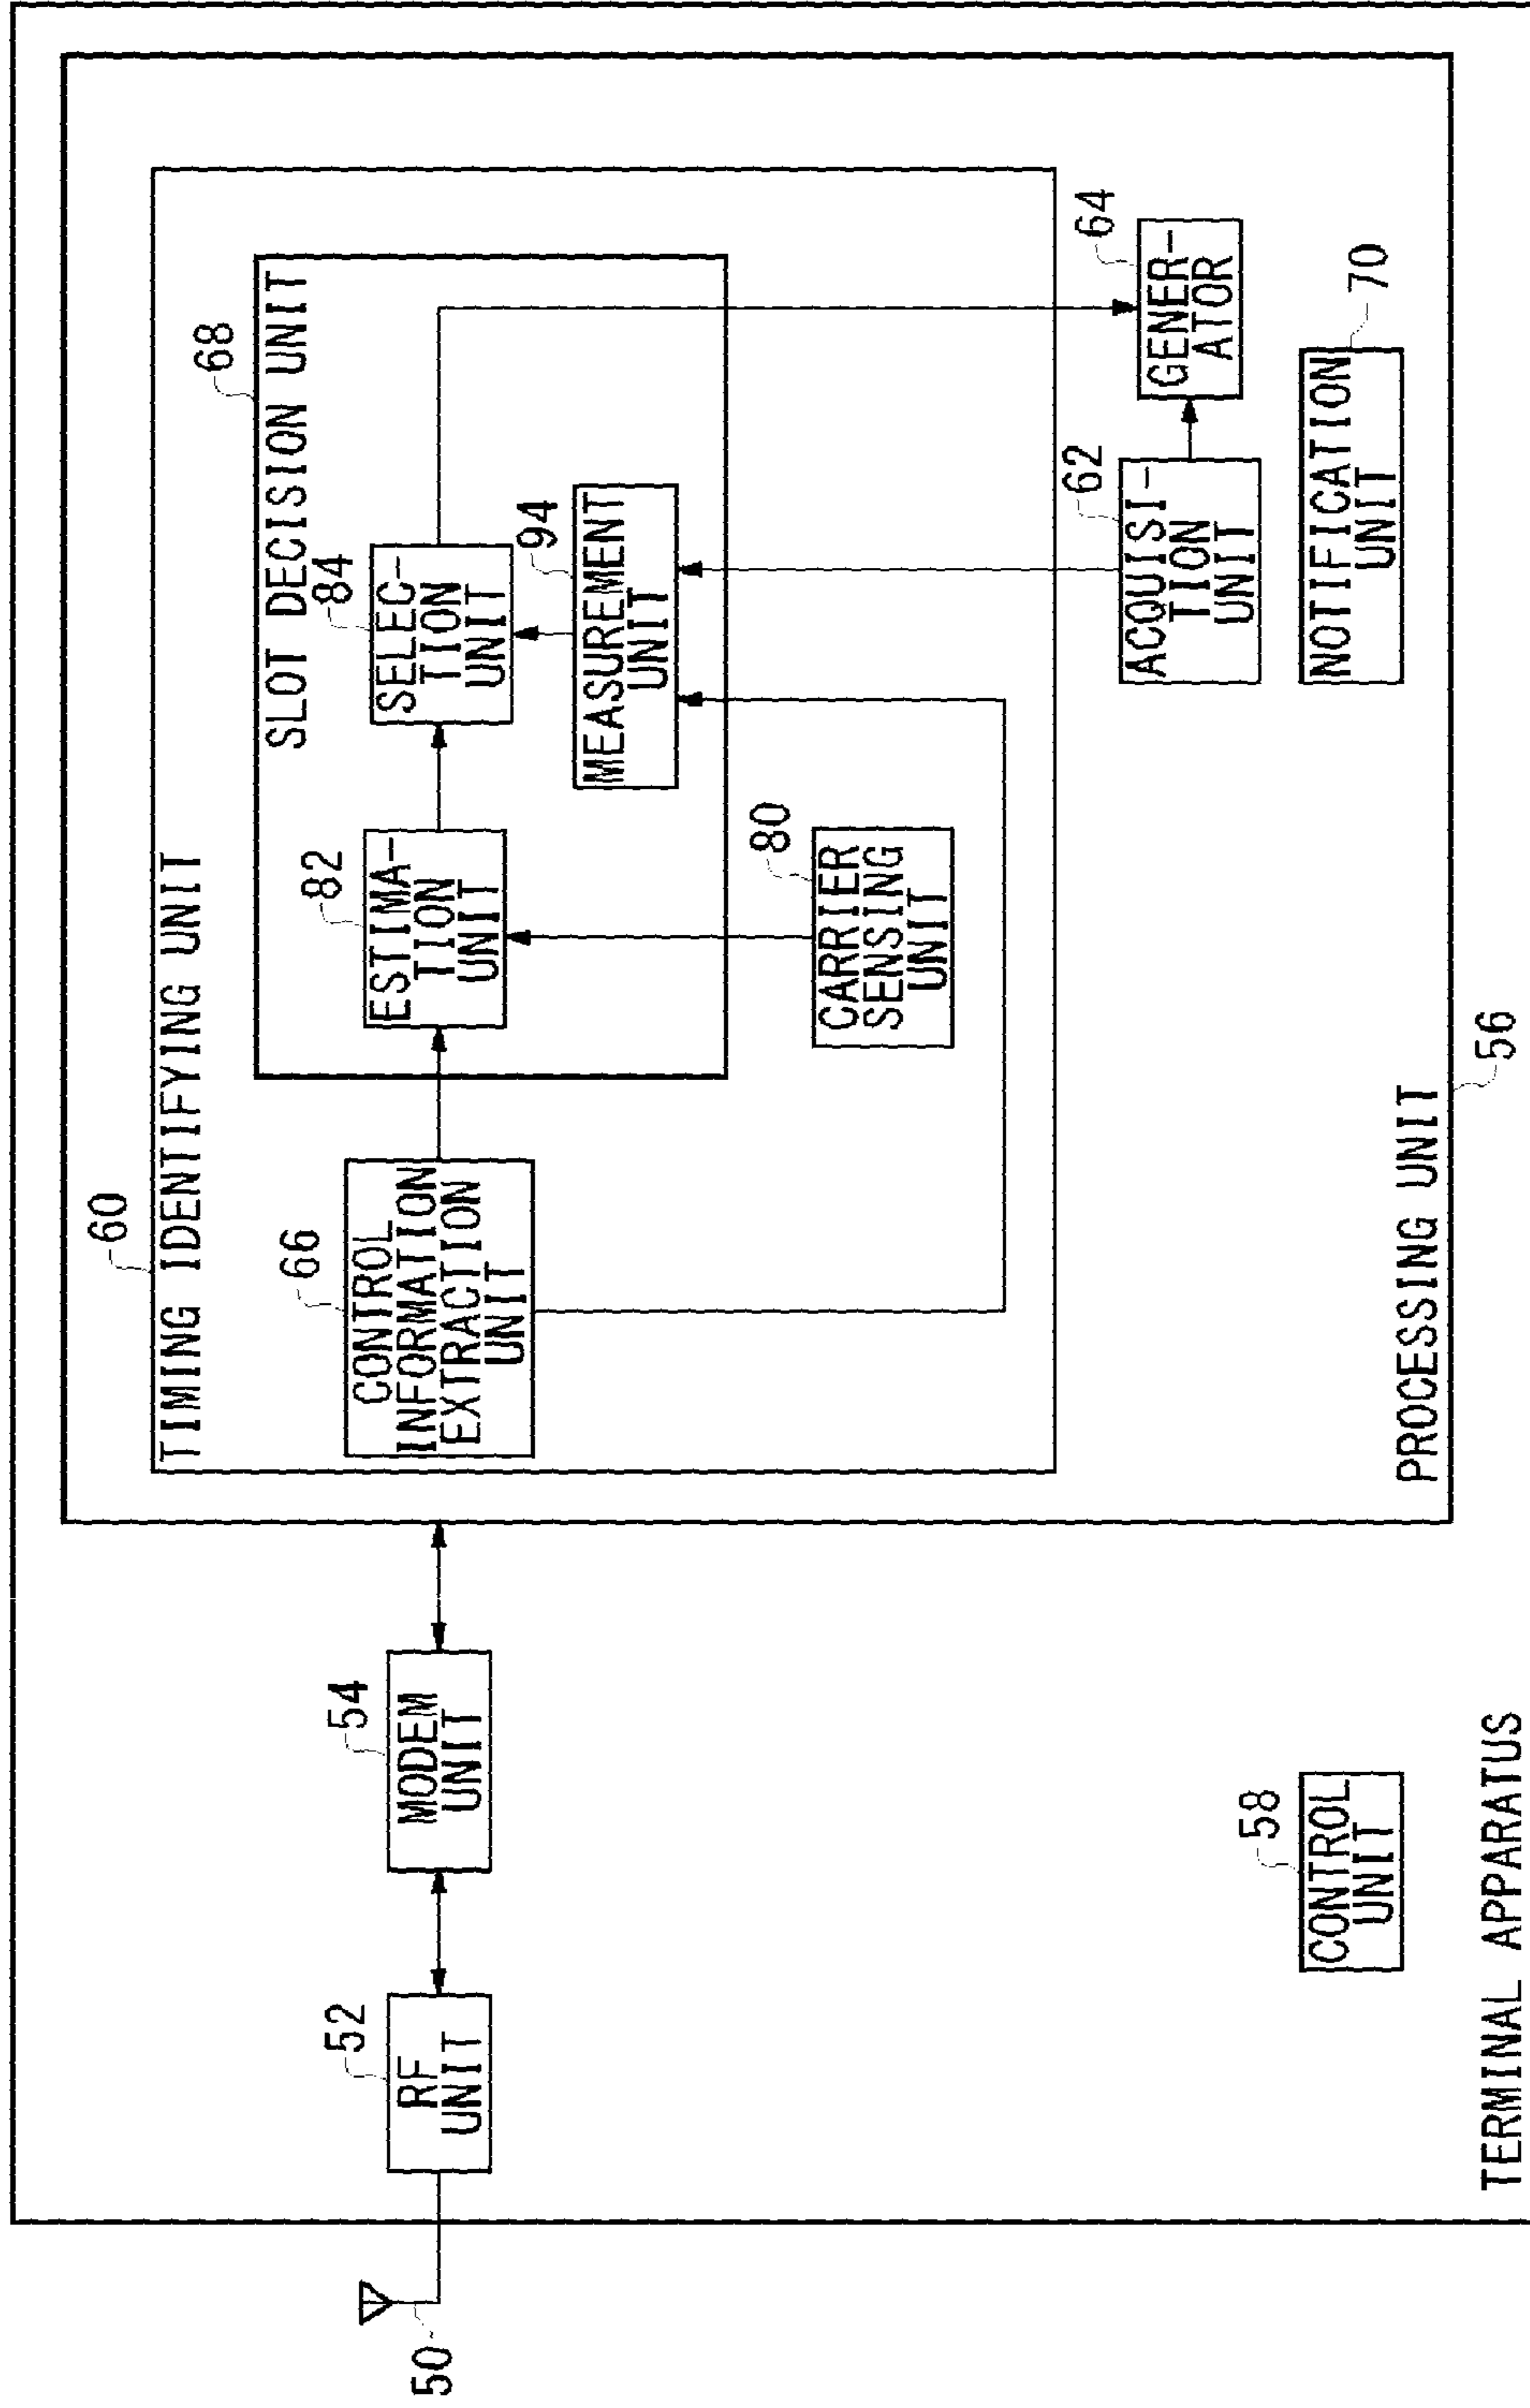 TERMINAL APPARATUS
50
52
RF
UNIT
54
MODEM
UNIT
58
CONTROL
UNIT
PROCESSING UNIT
56
60
TIMING IDENTIFYING UNIT
66
CONTROL
INFORMATION
EXTRACTION
UNIT
68
SLOT DECISION UNIT
82
ESTIMA-
TION
UNIT
84
SELEC-
TION
UNIT
94
MEASUREMENT
UNIT
80
CARRIER
SENSING
UNIT
62
ACQUISI-
TION
UNIT
64
GENER-
ATOR
NOTIFICATION
UNIT
70